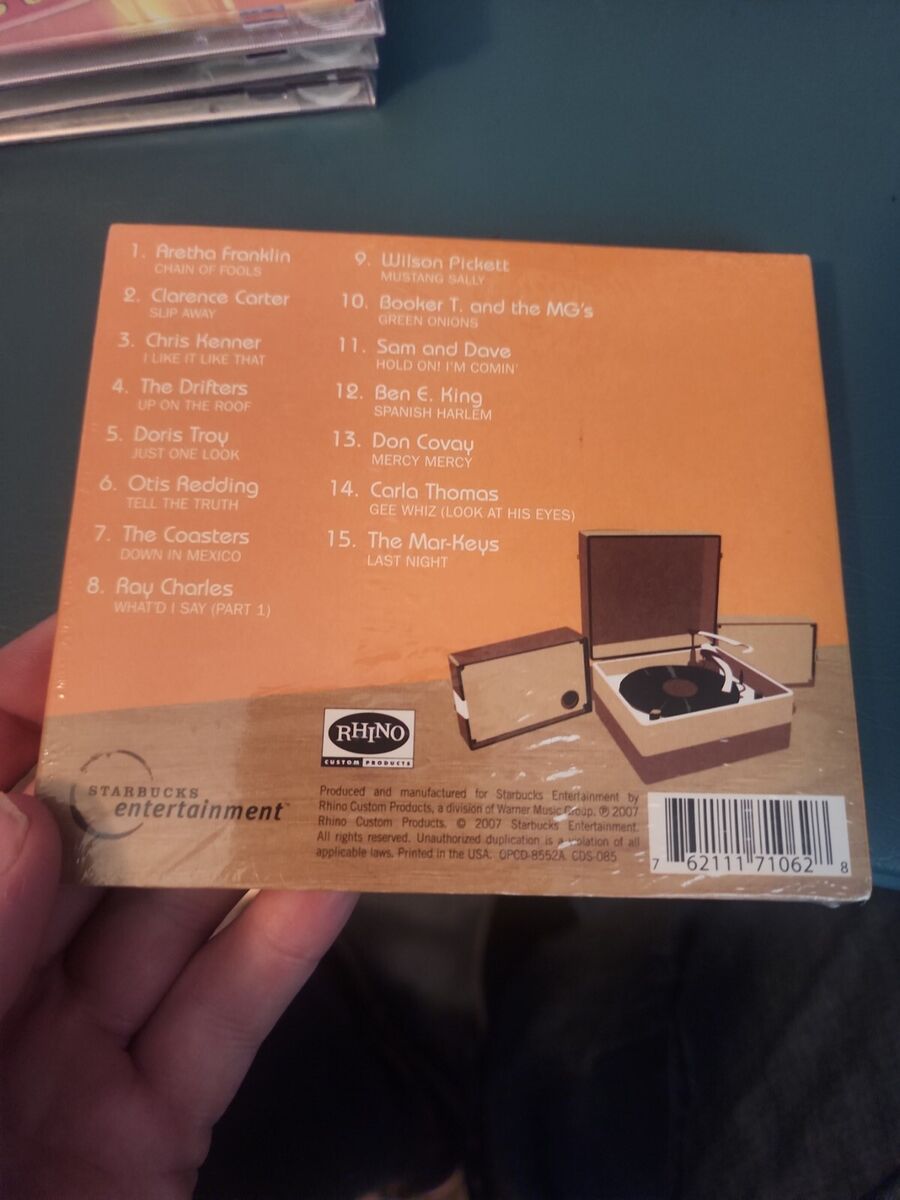 1. Aretha Franklin
CHAIN OF FOOLS
2. Clarence Carter
SLIP AWAY
3. Chris Kenner
I LIKE IT LIKE THAT
4. The Drifters
UP ON THE ROOF
5. Doris Troy
JUST ONE LOOK
6. Otis Redding
TELL THE TRUTH
7. The Coasters
DOWN IN MEXICO
8. Ray Charles
WHAT'D I SAY (PART 1)
9. Wilson Pickett
MUSTANG SALLY
10. Booker T. and the MG's
GREEN ONIONS
11. Sam and Dave
HOLD ON! I'M COMIN'
12. Ben E. King
SPANISH HARLEM
13. Don Covay
MERCY MERCY
14. Carla Thomas
GEE WHIZ (LOOK AT HIS EYES)
15. The Mar-Keys
LAST NIGHT
RHINO
CUSTOM PRODUCTS
STARBUCKS
entertainment™
Produced and manufactured for Starbucks Entertainment by
Rhino Custom Products, a division of Warner Music Group. ℗ 2007
Rhino Custom Products. © 2007 Starbucks Entertainment.
All rights reserved. Unauthorized duplication is a violation of all
applicable laws. Printed in the USA. OPCD-8552A CDS-085
7 62111 71062 8